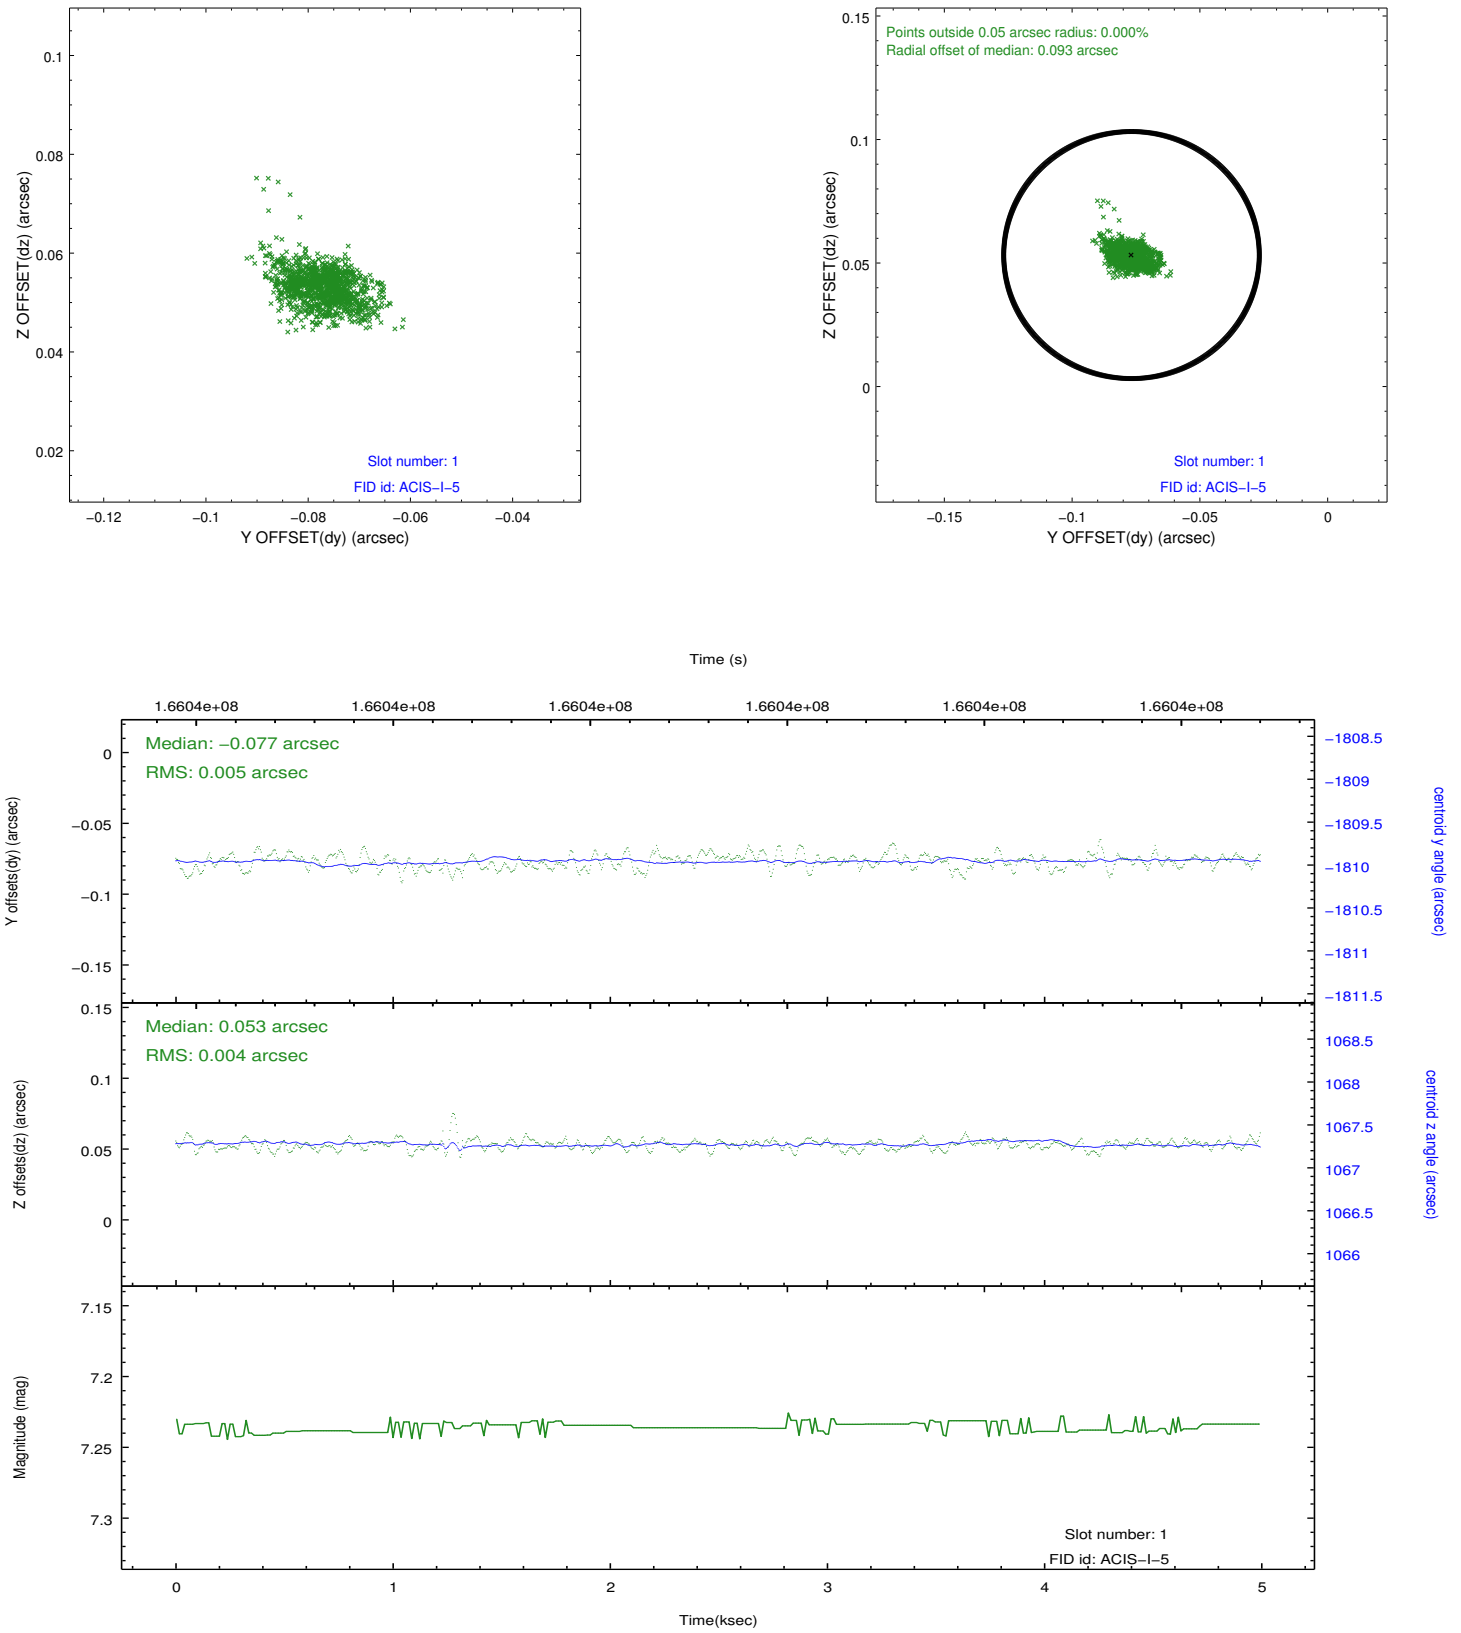 0.1
0.08
0.06
0.04
0.02
Z OFFSET(dz) (arcsec)
Slot number: 1
FID id: ACIS−I−5
−0.12 −0.1 −0.08 −0.06 −0.04
Y OFFSET(dy) (arcsec)
0.15
0.1
0.05
0
Z OFFSET(dz) (arcsec)
Points outside 0.05 arcsec radius: 0.000%
Radial offset of median: 0.093 arcsec
Slot number: 1
FID id: ACIS−I−5
−0.15 −0.1 −0.05 0
Y OFFSET(dy) (arcsec)
Time (s)
1.6604e+08 1.6604e+08 1.6604e+08 1.6604e+08 1.6604e+08 1.6604e+08
Median: −0.077 arcsec
RMS: 0.005 arcsec
0
−0.05
−0.1
−0.15
Y offsets(dy) (arcsec)
−1808.5
−1809
−1809.5
−1810
−1810.5
−1811
−1811.5
centroid y angle (arcsec)
Median: 0.053 arcsec
RMS: 0.004 arcsec
0.15
0.1
0.05
0
Z offsets(dz) (arcsec)
1068.5
1068
1067.5
1067
1066.5
1066
centroid z angle (arcsec)
7.15
7.2
7.25
7.3
Magnitude (mag)
Slot number: 1
FID id: ACIS−I−5
0 1 2 3 4 5
Time(ksec)